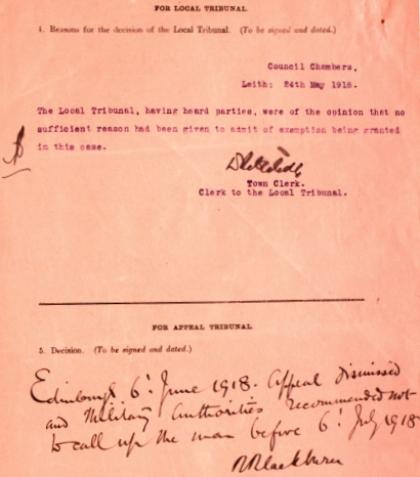 FOR LOCAL TRIBUNAL
4. Reasons for the decision of the Local Tribunal. (To be signed and dated.)
Council Chambers,
Leith: 24th May 1918.
The Local Tribunal, having heard parties, were of the opinion that no
sufficient reason had been given to admit of exemption being granted
in this case.
Town Clerk.
Clerk to the Local Tribunal.
FOR APPEAL TRIBUNAL
5. Decision. (To be signed and dated.)
Edinburgh, 6: June 1918. Appeal dismissed
and Military Authorities recommended not
to call up the man before 6: July 1918
R Blackburn